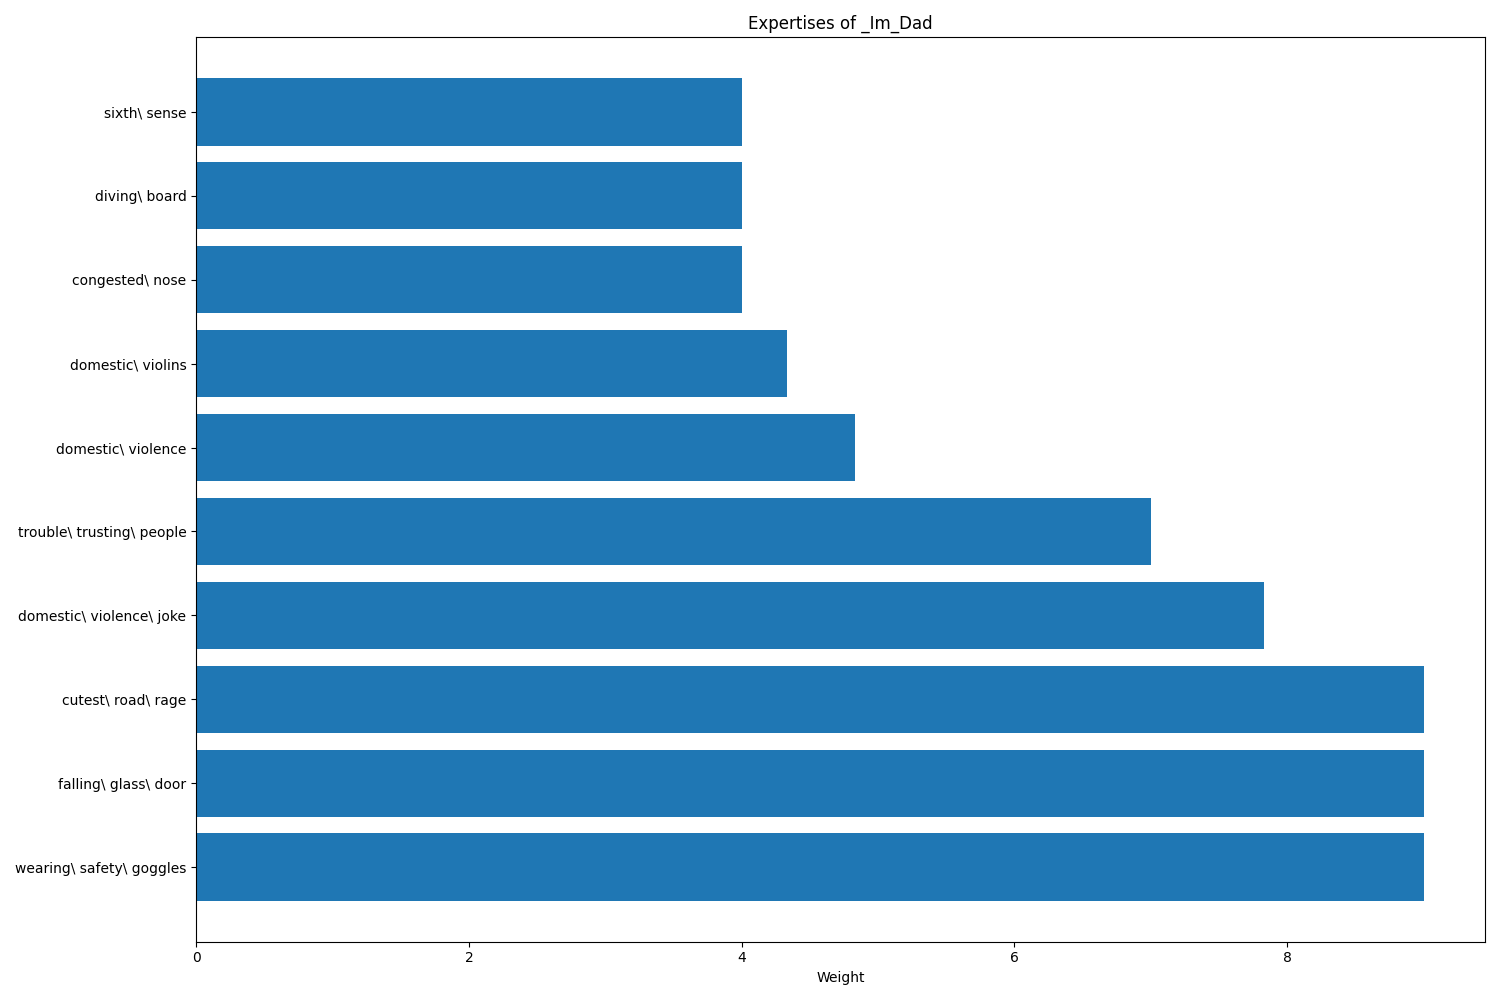 Expertises of _Im_Dad
sixth\ sense
diving\ board
congested\ nose
domestic\ violins
domestic\ violence
trouble\ trusting\ people
domestic\ violence\ joke
cutest\ road\ rage
falling\ glass\ door
wearing\ safety\ goggles
0 2 4 6 8
Weight